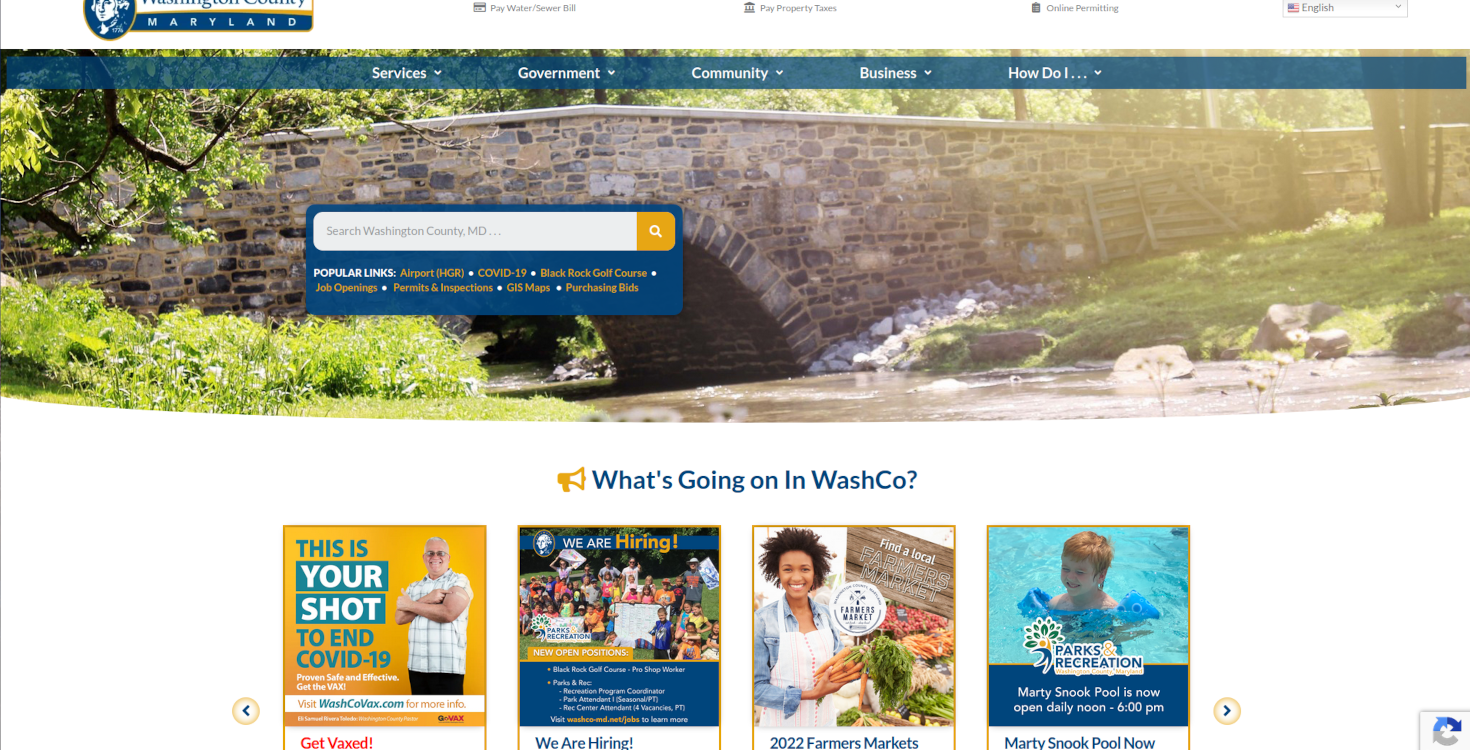 Washington County
MARYLAND
1776
Pay Water/Sewer Bill
Pay Property Taxes
Online Permitting
English
Services
Government
Community
Business
How Do I . . .
Search Washington County, MD . . .
POPULAR LINKS: Airport (HGR) • COVID-19 • Black Rock Golf Course •
Job Openings • Permits & Inspections • GIS Maps • Purchasing Bids
What's Going on In WashCo?
THIS IS
YOUR
SHOT
TO END
COVID-19
Proven Safe and Effective.
Get the VAX!
Visit WashCoVax.com for more info.
Eli Samuel Rivera Toledo: Washington County Pastor
GoVAX
Get Vaxed!
WE ARE Hiring!
PARKS &
RECREATION
NEW OPEN POSITIONS:
• Black Rock Golf Course - Pro Shop Worker
• Parks & Rec:
- Recreation Program Coordinator
- Park Attendant I (Seasonal/PT)
- Rec Center Attendant (4 Vacancies, PT)
Visit washco-md.net/jobs to learn more
We Are Hiring!
Find a local
FARMERS
MARKET
FARMERS
MARKET
2022 Farmers Markets
PARKS &
RECREATION
Washington County, Maryland
Marty Snook Pool is now
open daily noon - 6:00 pm
Marty Snook Pool Now